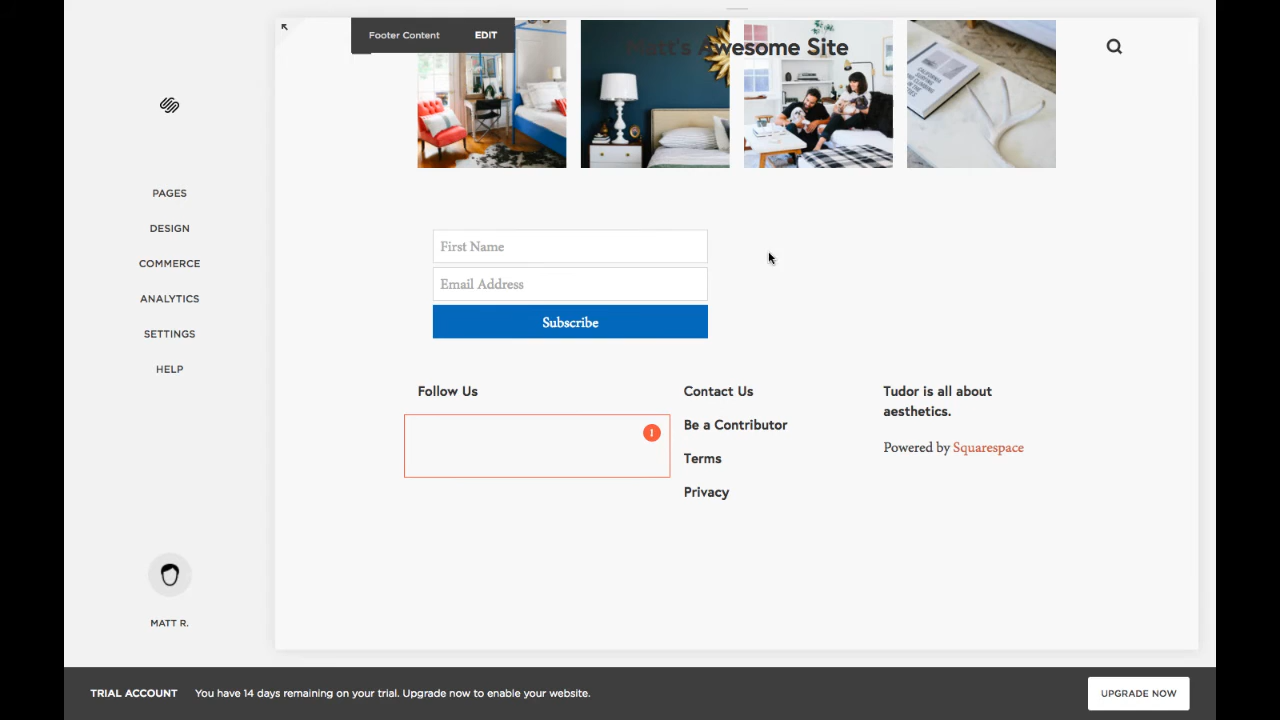 Footer Content EDIT
Matt's Awesome Site
PAGES
DESIGN
COMMERCE
ANALYTICS
SETTINGS
HELP
MATT R.
First Name
Email Address
Subscribe
Follow Us
Contact Us
Be a Contributor
Terms
Privacy
Tudor is all about
aesthetics.
Powered by Squarespace
TRIAL ACCOUNT You have 14 days remaining on your trial. Upgrade now to enable your website.
UPGRADE NOW